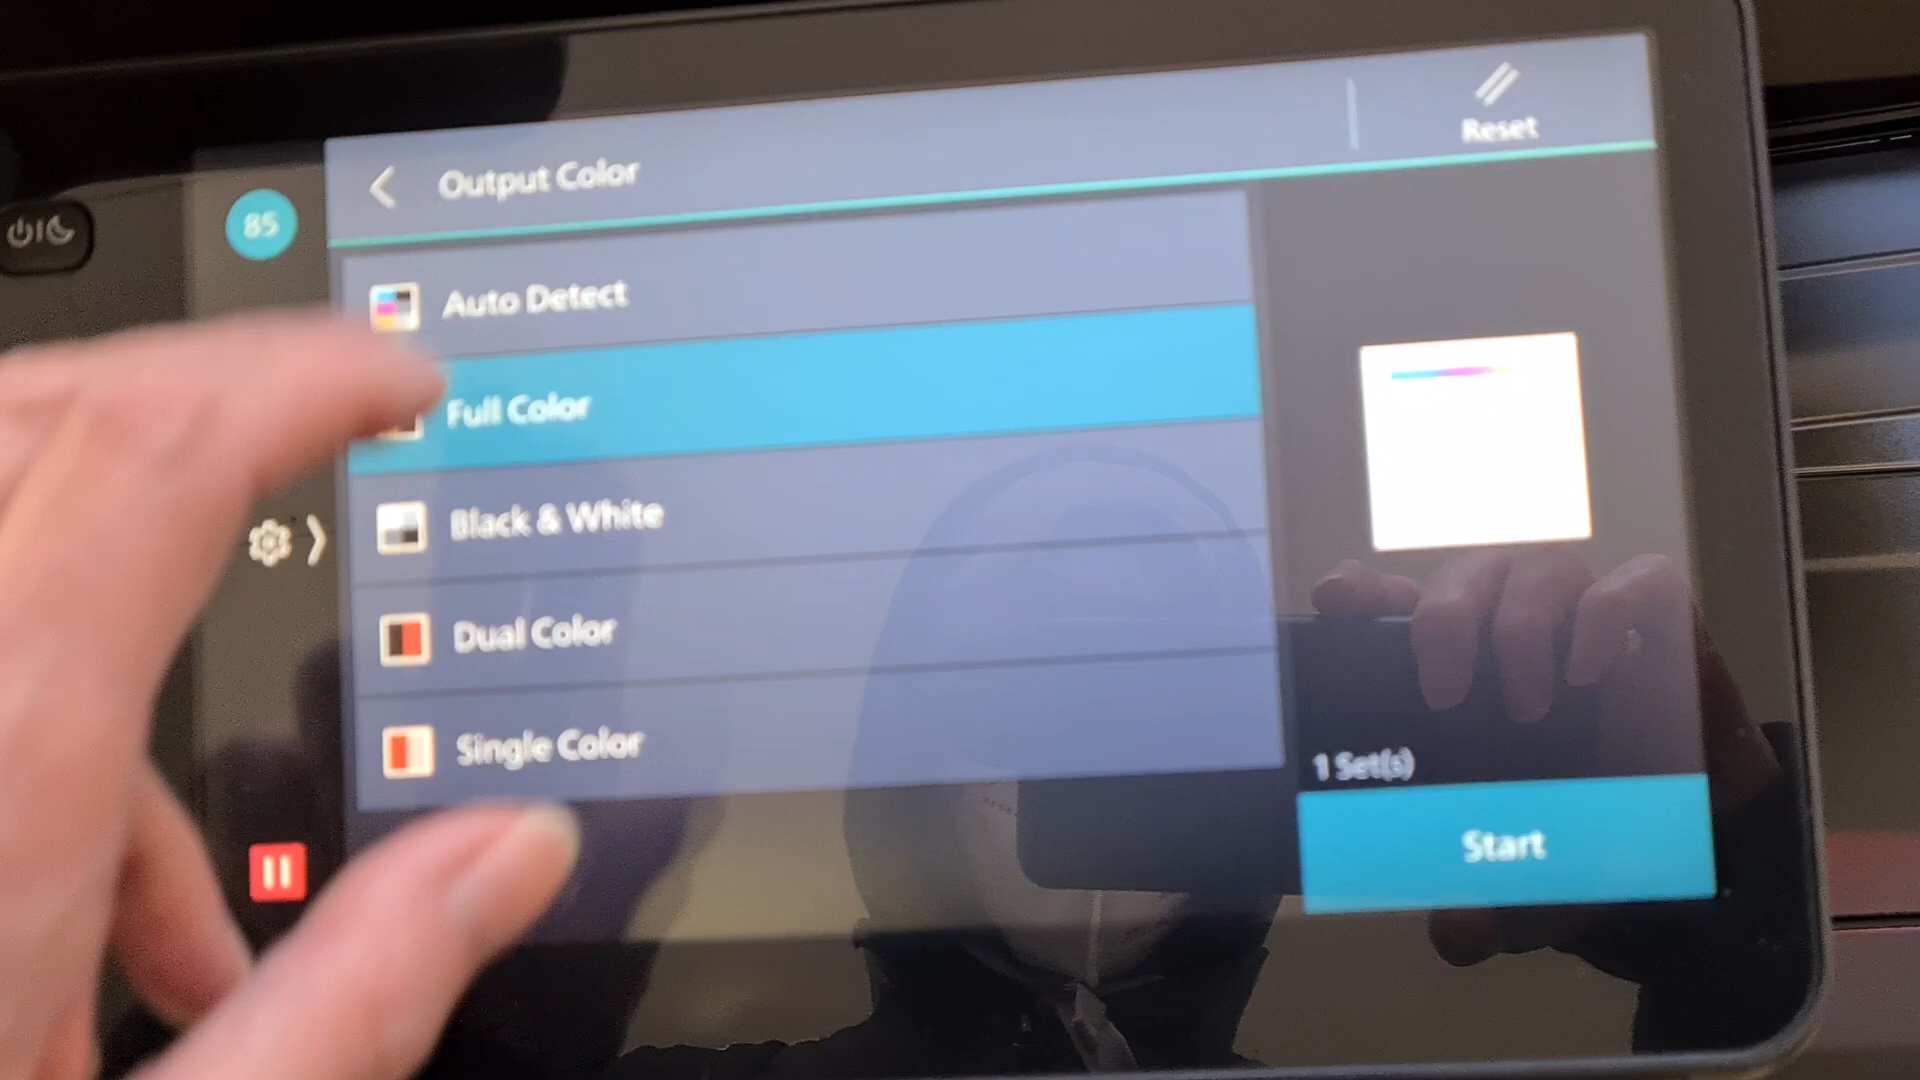 Reset
Output Color
85
Auto Detect
Full Color
Black & White
Dual Color
Single Color
1 Set(s)
Start